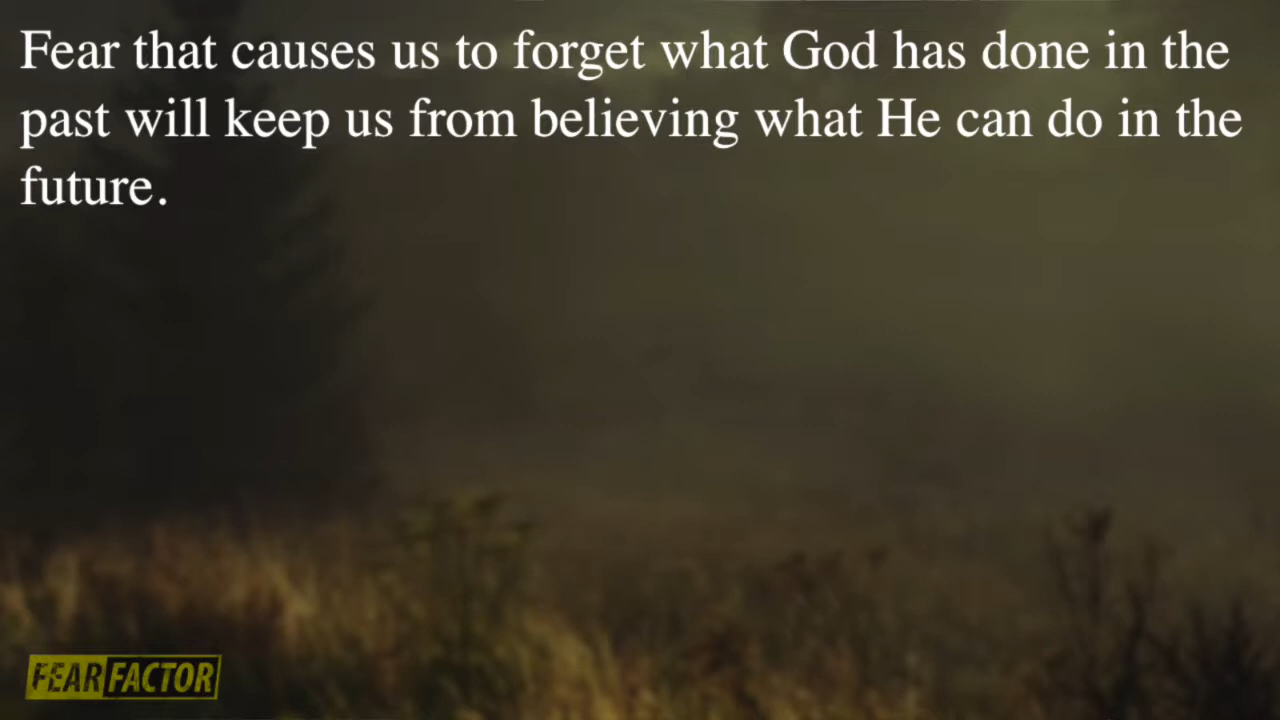 Fear that causes us to forget what God has done in the
past will keep us from believing what He can do in the
future.
FEAR FACTOR